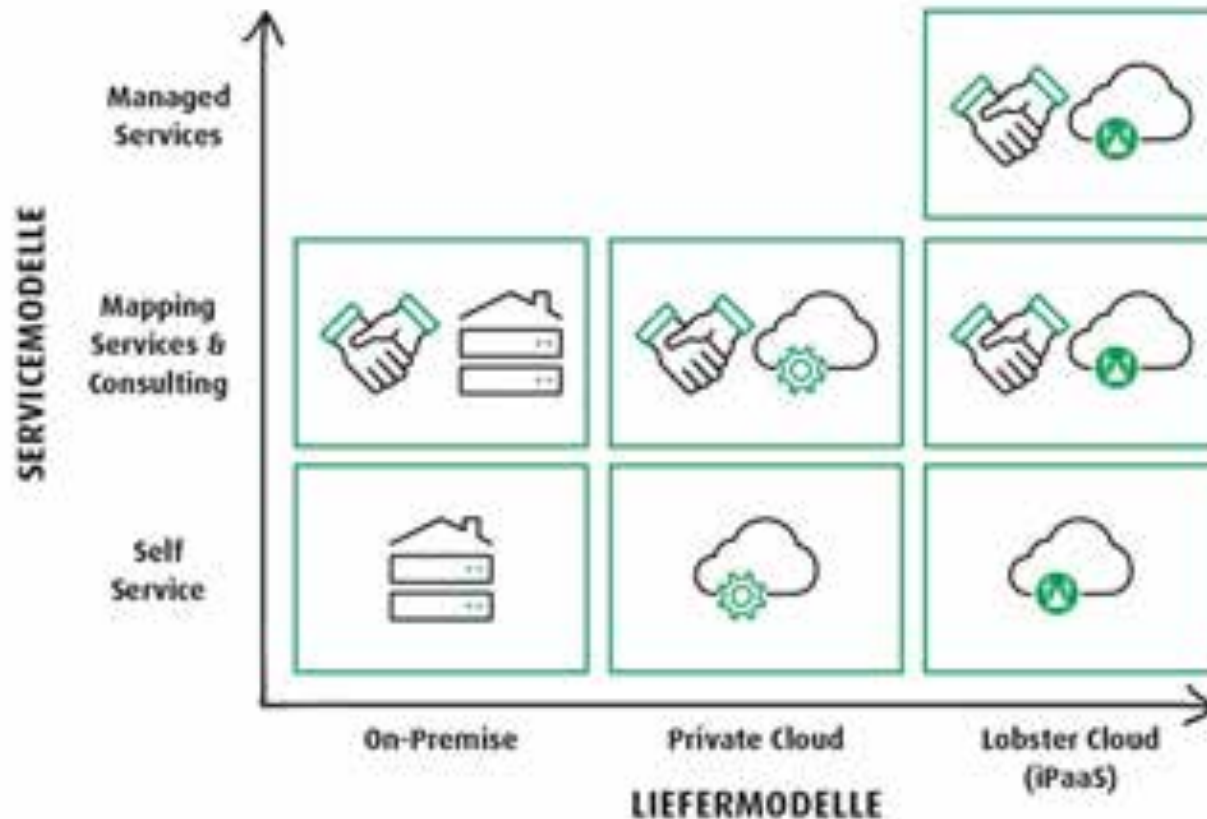 Managed
Services
SERVICEMODELLE
Mapping
Services &
Consulting
Self
Service
On-Premise
Private Cloud
Lobster Cloud
(iPaaS)
LIEFERMODELLE